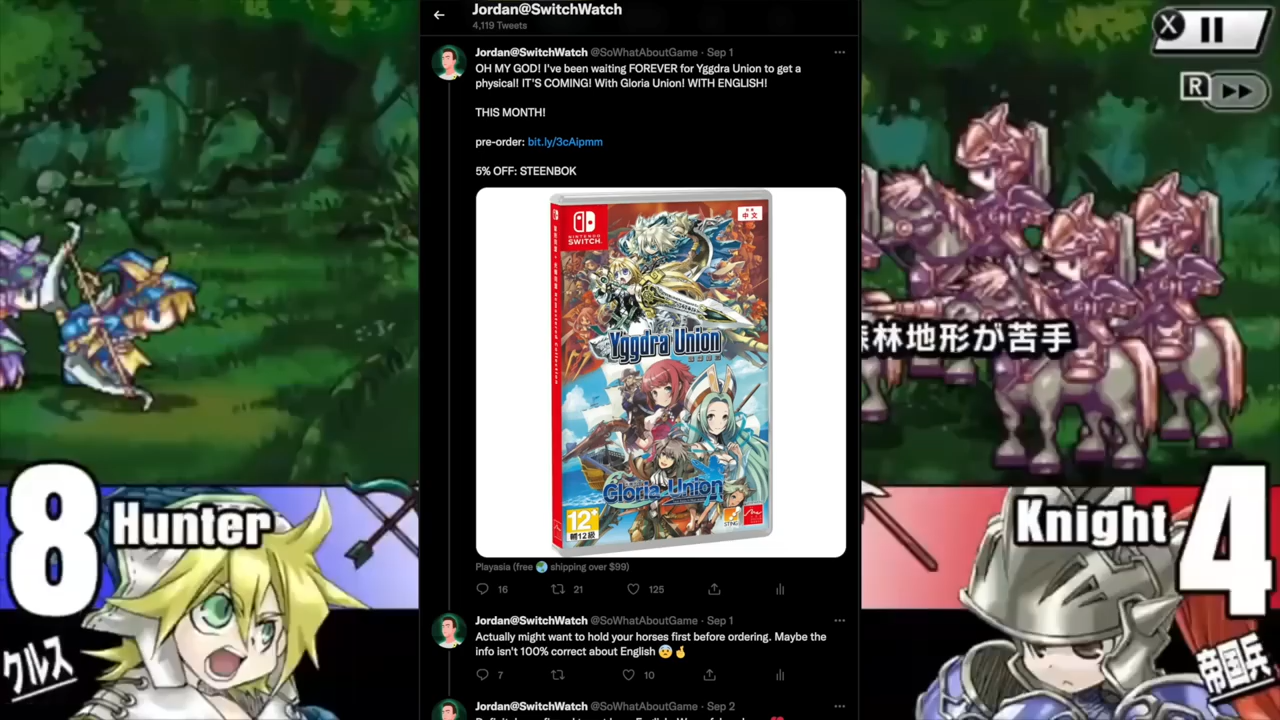 Jordan@SwitchWatch
4,119 Tweets
Jordan@SwitchWatch @SoWhatAboutGame · Sep 1
OH MY GOD! I've been waiting FOREVER for Yggdra Union to get a
physical! IT'S COMING! With Gloria Union! WITH ENGLISH!
THIS MONTH!
pre-order: bit.ly/3cAipmm
5% OFF: STEENBOK
NINTENDO
SWITCH
中文
Yggdra Union
Gloria Union
12+
輔12級
STING
Playasia (free 🌏 shipping over $99)
16 21 125
Jordan@SwitchWatch @SoWhatAboutGame · Sep 1
Actually might want to hold your horses first before ordering. Maybe the
info isn't 100% correct about English 😨🤞
7 10
Jordan@SwitchWatch @SoWhatAboutGame · Sep 2
X
R
林地形が苦手
8 Hunter
クルス
Knight 4
帝国兵